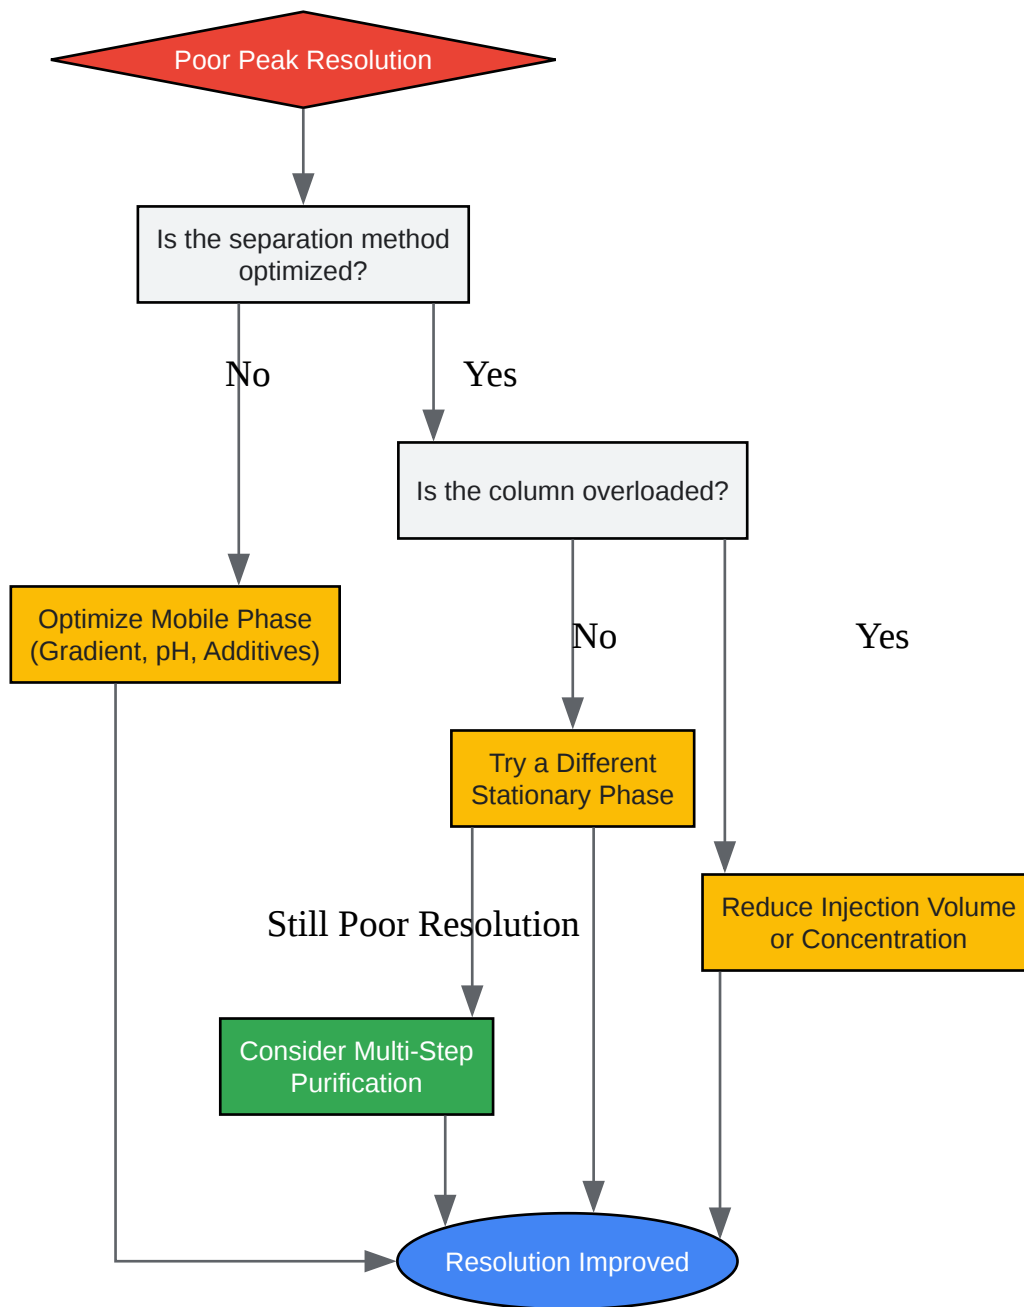 Poor Peak Resolution
Is the separation method
optimized?
No
Yes
Is the column overloaded?
Optimize Mobile Phase
(Gradient, pH, Additives)
No
Yes
Try a Different
Stationary Phase
Still Poor Resolution
Reduce Injection Volume
or Concentration
Consider Multi-Step
Purification
Resolution Improved